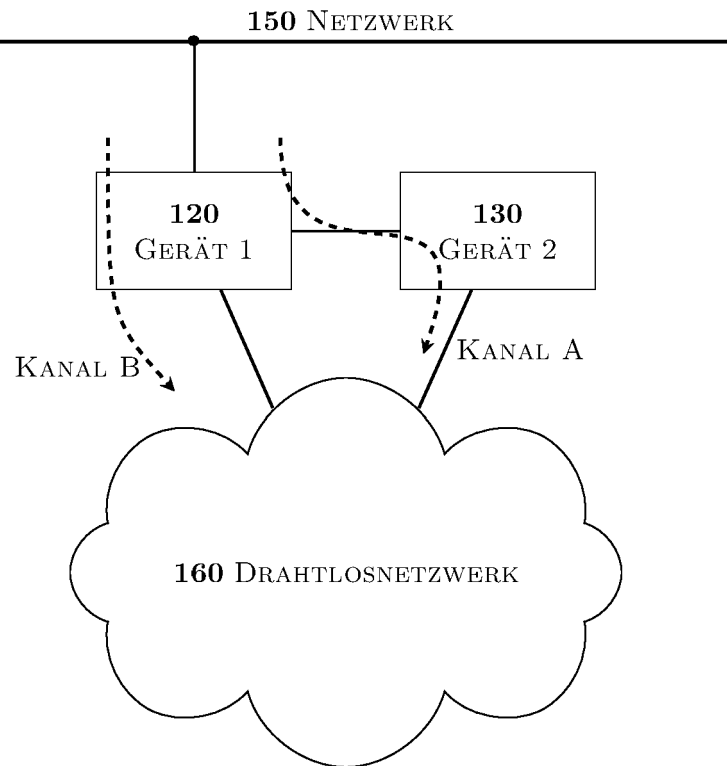 150 NETZWERK
120
GERÄT 1
130
GERÄT 2
KANAL A
KANAL B
160 DRAHTLOSNETZWERK